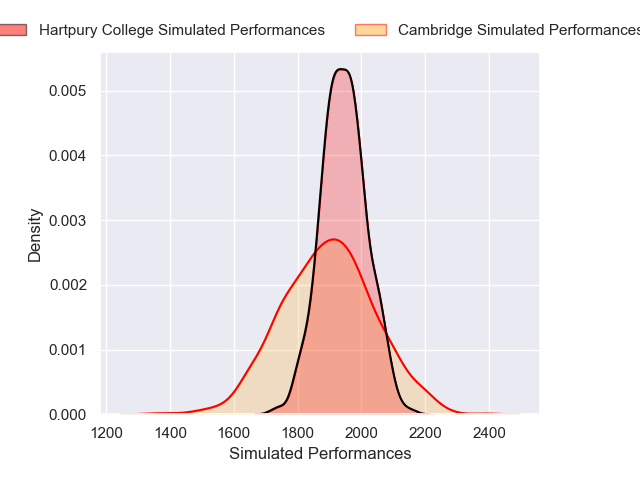 Hartpury College Simulated Performances
Cambridge Simulated Performances
0.005
0.004
0.003
0.002
0.001
0.000
Density
1200 1400 1600 1800 2000 2200 2400
Simulated Performances